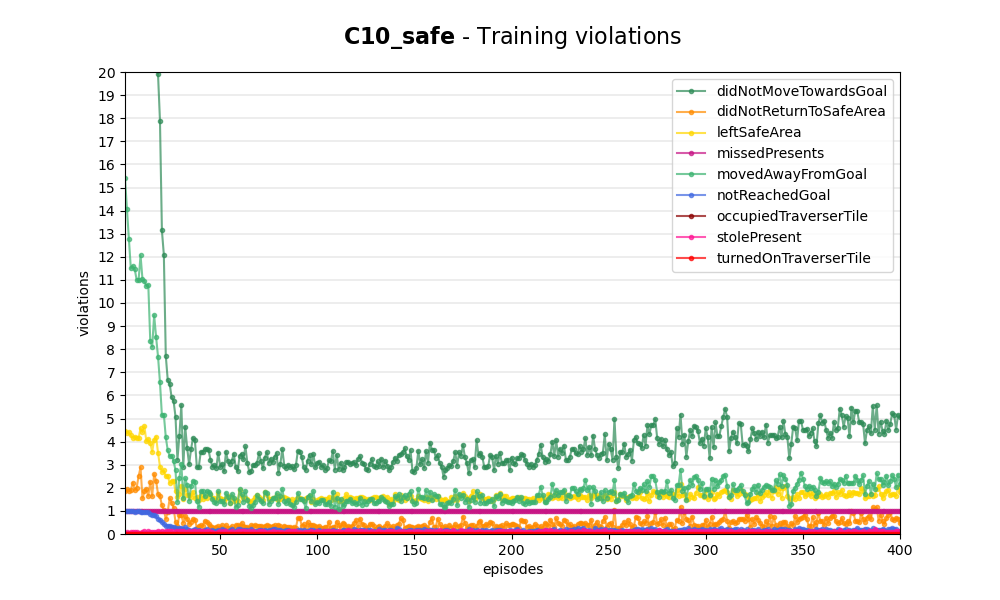 C10_safe - Training violations
20
19
18
17
16
15
14
13
12
11
10
9
8
7
6
5
4
3
2
1
0
violations
didNotMoveTowardsGoal
didNotReturnToSafeArea
leftSafeArea
missedPresents
movedAwayFromGoal
notReachedGoal
occupiedTraverserTile
stolePresent
turnedOnTraverserTile
50 100 150 200 250 300 350 400
episodes